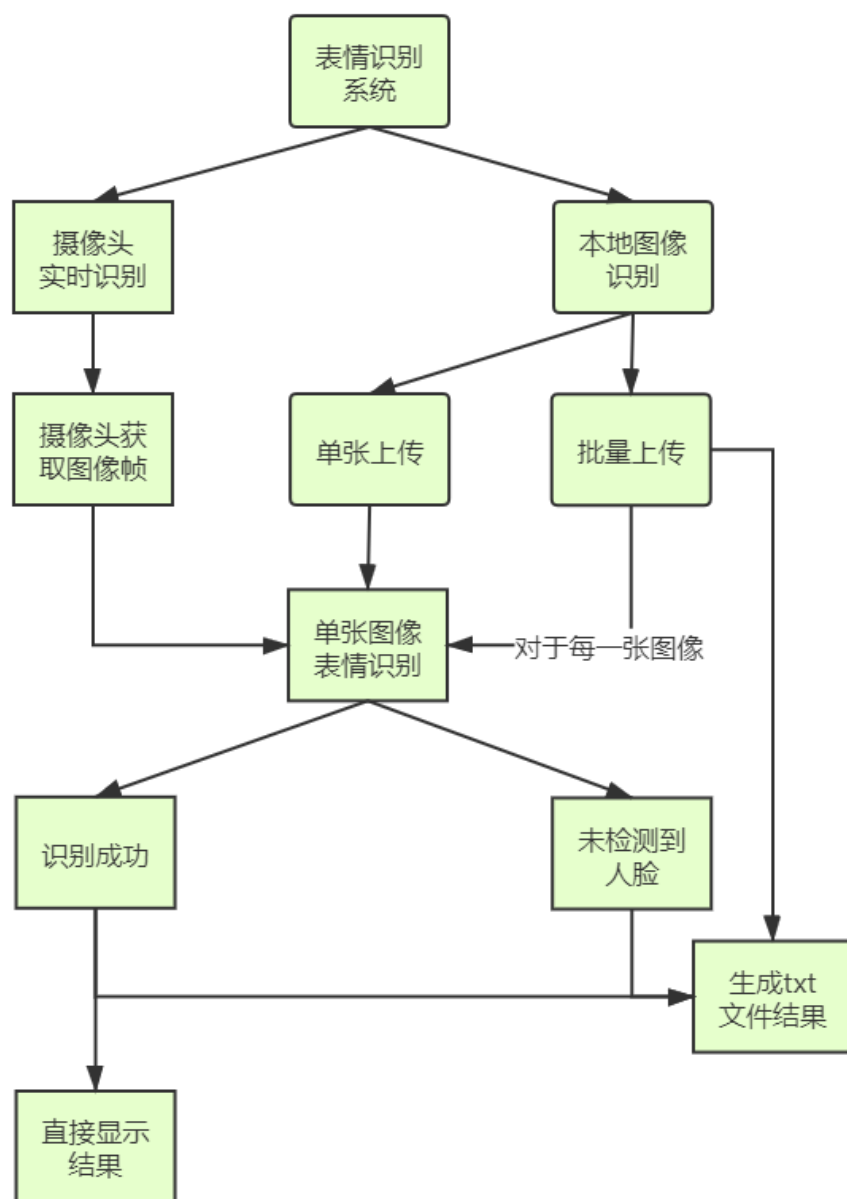 表情识别
系统
摄像头
实时识别
本地图像
识别
摄像头获
取图像帧
单张上传
批量上传
单张图像
表情识别
对于每一张图像
识别成功
未检测到
人脸
生成txt
文件结果
直接显示
结果